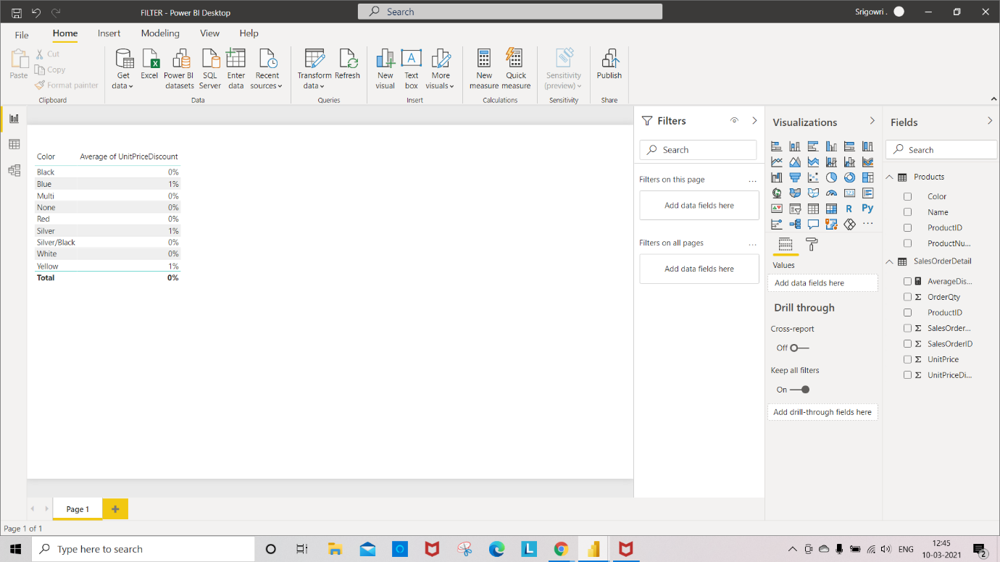 FILTER - Power BI Desktop
Search
Srigowri .
File Home Insert Modeling View Help
Paste
Cut
Copy
Format painter
Clipboard
Get data
Excel
Power BI datasets
SQL Server
Enter data
Recent sources
Data
Transform data
Refresh
Queries
New visual
Text box
More visuals
Insert
New measure
Quick measure
Calculations
Sensitivity (preview)
Sensitivity
Publish
Share
Color Average of UnitPriceDiscount
Black 0%
Blue 1%
Multi 0%
None 0%
Red 0%
Silver 1%
Silver/Black 0%
White 0%
Yellow 1%
Total 0%
Filters
Search
Filters on this page ...
Add data fields here
Filters on all pages ...
Add data fields here
Visualizations
R Py
...
Values
Add data fields here
Drill through
Cross-report
Off
Keep all filters
On
Add drill-through fields here
Fields
Search
Products
Color
Name
ProductID
ProductNu...
SalesOrderDetail
AverageDis...
Σ OrderQty
ProductID
Σ SalesOrder...
Σ SalesOrderID
Σ UnitPrice
Σ UnitPriceDi...
Page 1 +
Page 1 of 1
Type here to search
L
ENG
12:45
10-03-2021
2